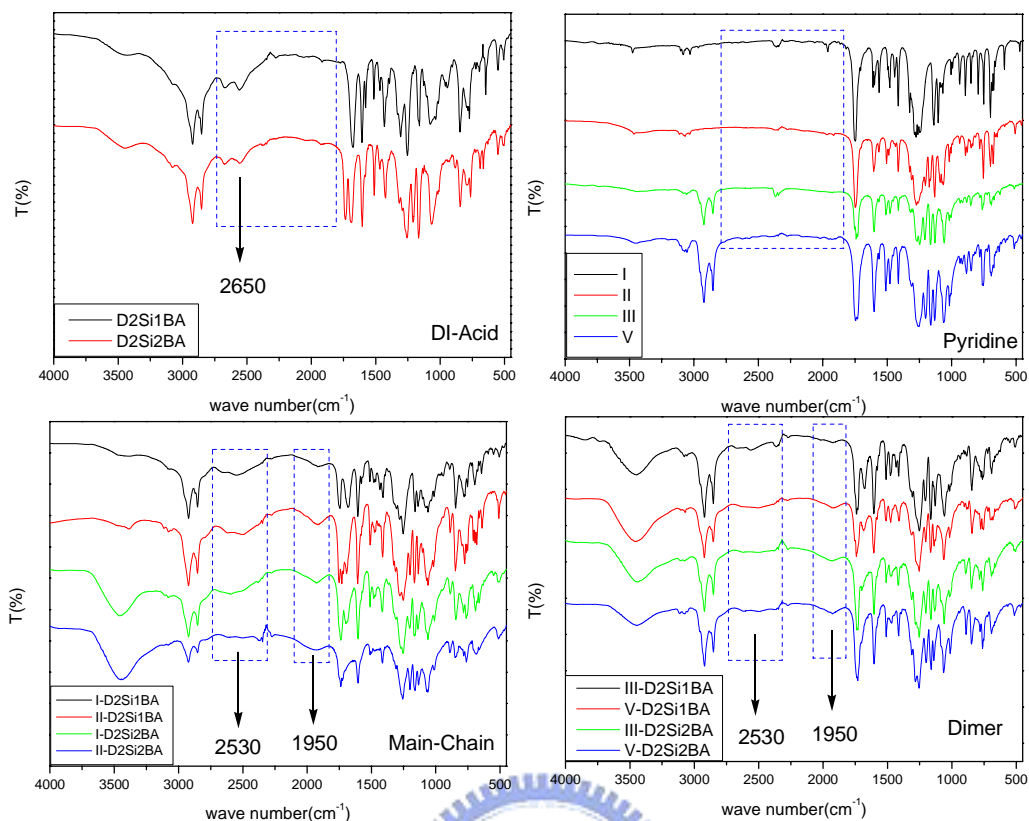 T(%)
2650
D2Si1BA
D2Si2BA
DI-Acid
4000 3500 3000 2500 2000 1500 1000 500
wave number(cm-1)
T(%)
I
II
III
V
Pyridine
4000 3500 3000 2500 2000 1500 1000 500
wave number(cm-1)
T(%)
I-D2Si1BA
II-D2Si1BA
I-D2Si2BA
II-D2Si2BA
2530 1950
Main-Chain
4000 3500 3000 2500 2000 1500 1000 500
wave number(cm-1)
T(%)
III-D2Si1BA
V-D2Si1BA
III-D2Si2BA
V-D2Si2BA
2530 1950
Dimer
4000 3500 3000 2500 2000 1500 1000 500
wave number(cm-1)